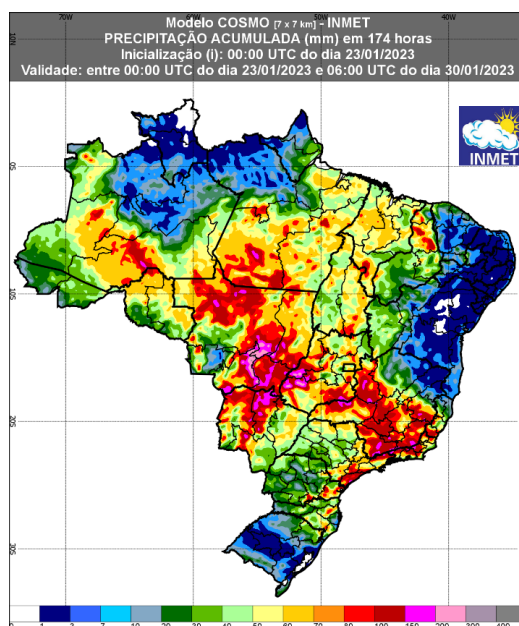 70W 60W 50W 40W
Modelo COSMO [7 x 7 km] - INMET
PRECIPITAÇÃO ACUMULADA (mm) em 174 horas
Inicialização (i): 00:00 UTC do dia 23/01/2023
Validade: entre 00:00 UTC do dia 23/01/2023 e 06:00 UTC do dia 30/01/2023
INMET
0 1 3 7 10 20 30 40 50 60 70 80 100 150 200 300 400